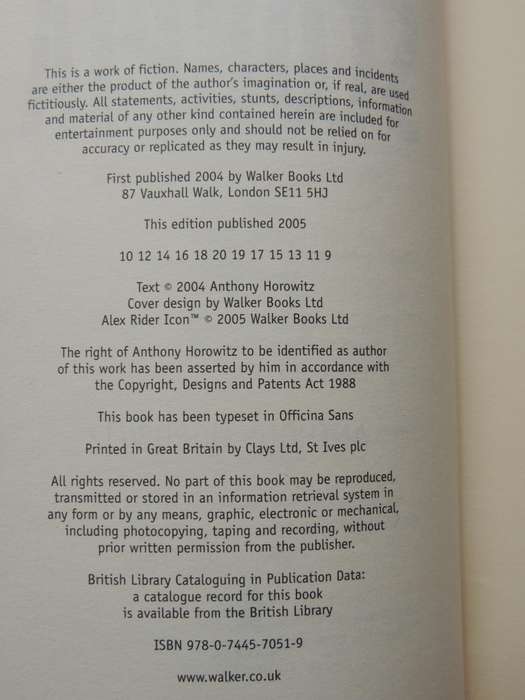 This is a work of fiction. Names, characters, places and incidents
are either the product of the author's imagination or, if real, are used
fictitiously. All statements, activities, stunts, descriptions, information
and material of any other kind contained herein are included for
entertainment purposes only and should not be relied on for
accuracy or replicated as they may result in injury.
First published 2004 by Walker Books Ltd
87 Vauxhall Walk, London SE11 5HJ
This edition published 2005
10 12 14 16 18 20 19 17 15 13 11 9
Text © 2004 Anthony Horowitz
Cover design by Walker Books Ltd
Alex Rider Icon™ © 2005 Walker Books Ltd
The right of Anthony Horowitz to be identified as author
of this work has been asserted by him in accordance with
the Copyright, Designs and Patents Act 1988
This book has been typeset in Officina Sans
Printed in Great Britain by Clays Ltd, St Ives plc
All rights reserved. No part of this book may be reproduced,
transmitted or stored in an information retrieval system in
any form or by any means, graphic, electronic or mechanical,
including photocopying, taping and recording, without
prior written permission from the publisher.
British Library Cataloguing in Publication Data:
a catalogue record for this book
is available from the British Library
ISBN 978-0-7445-7051-9
www.walker.co.uk